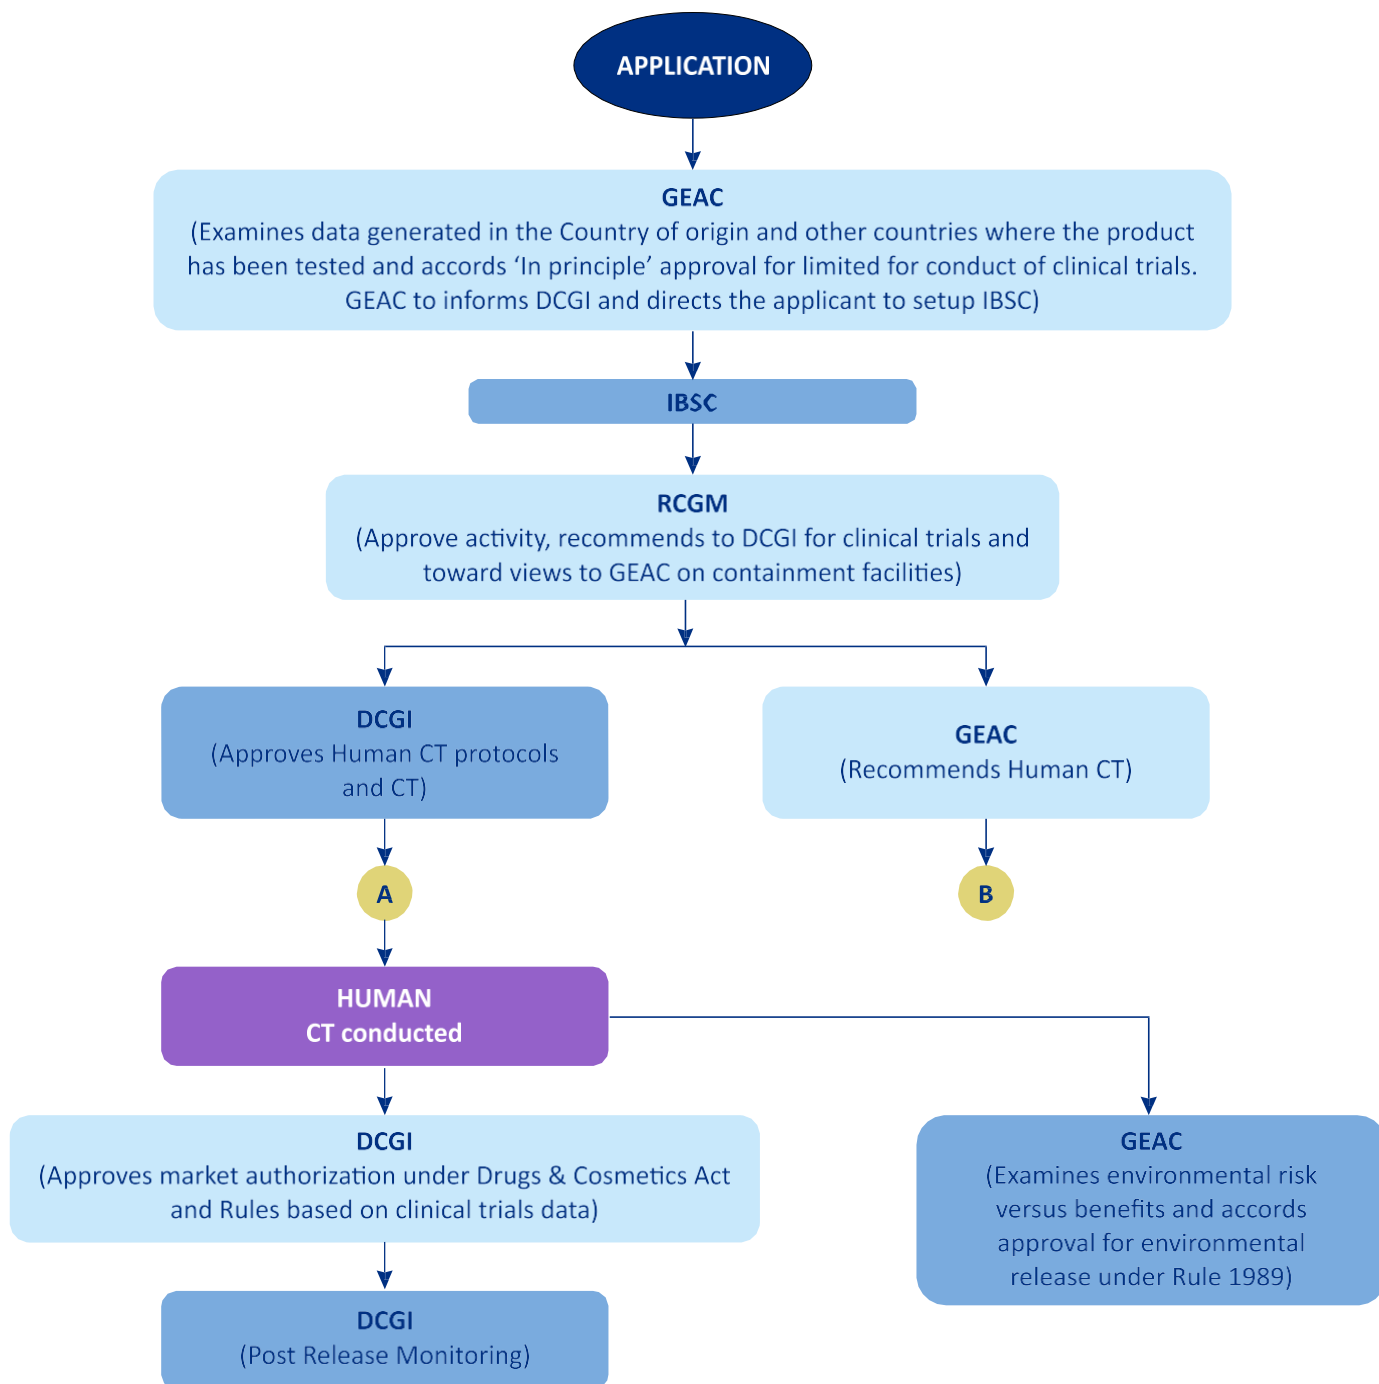 APPLICATION
GEAC
(Examines data generated in the Country of origin and other countries where the product
has been tested and accords ‘In principle’ approval for limited for conduct of clinical trials.
GEAC to informs DCGI and directs the applicant to setup IBSC)
IBSC
RCGM
(Approve activity, recommends to DCGI for clinical trials and
toward views to GEAC on containment facilities)
DCGI
(Approves Human CT protocols
and CT)
GEAC
(Recommends Human CT)
A
B
HUMAN
CT conducted
DCGI
(Approves market authorization under Drugs & Cosmetics Act
and Rules based on clinical trials data)
GEAC
(Examines environmental risk
versus benefits and accords
approval for environmental
release under Rule 1989)
DCGI
(Post Release Monitoring)